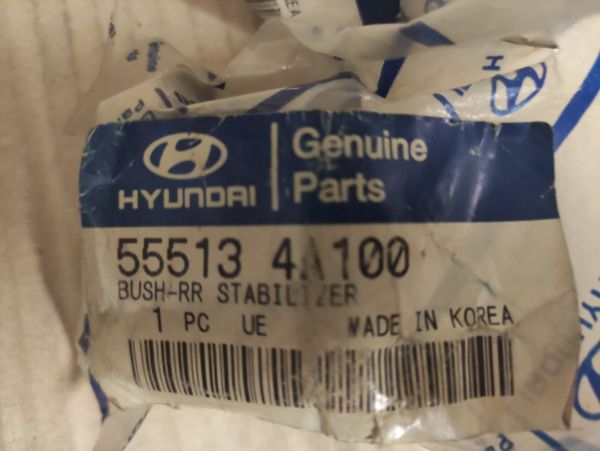 HYUNDAI
Genuine
Parts
55513 4A100
BUSH-RR STABILIZER
1 PC UE MADE IN KOREA